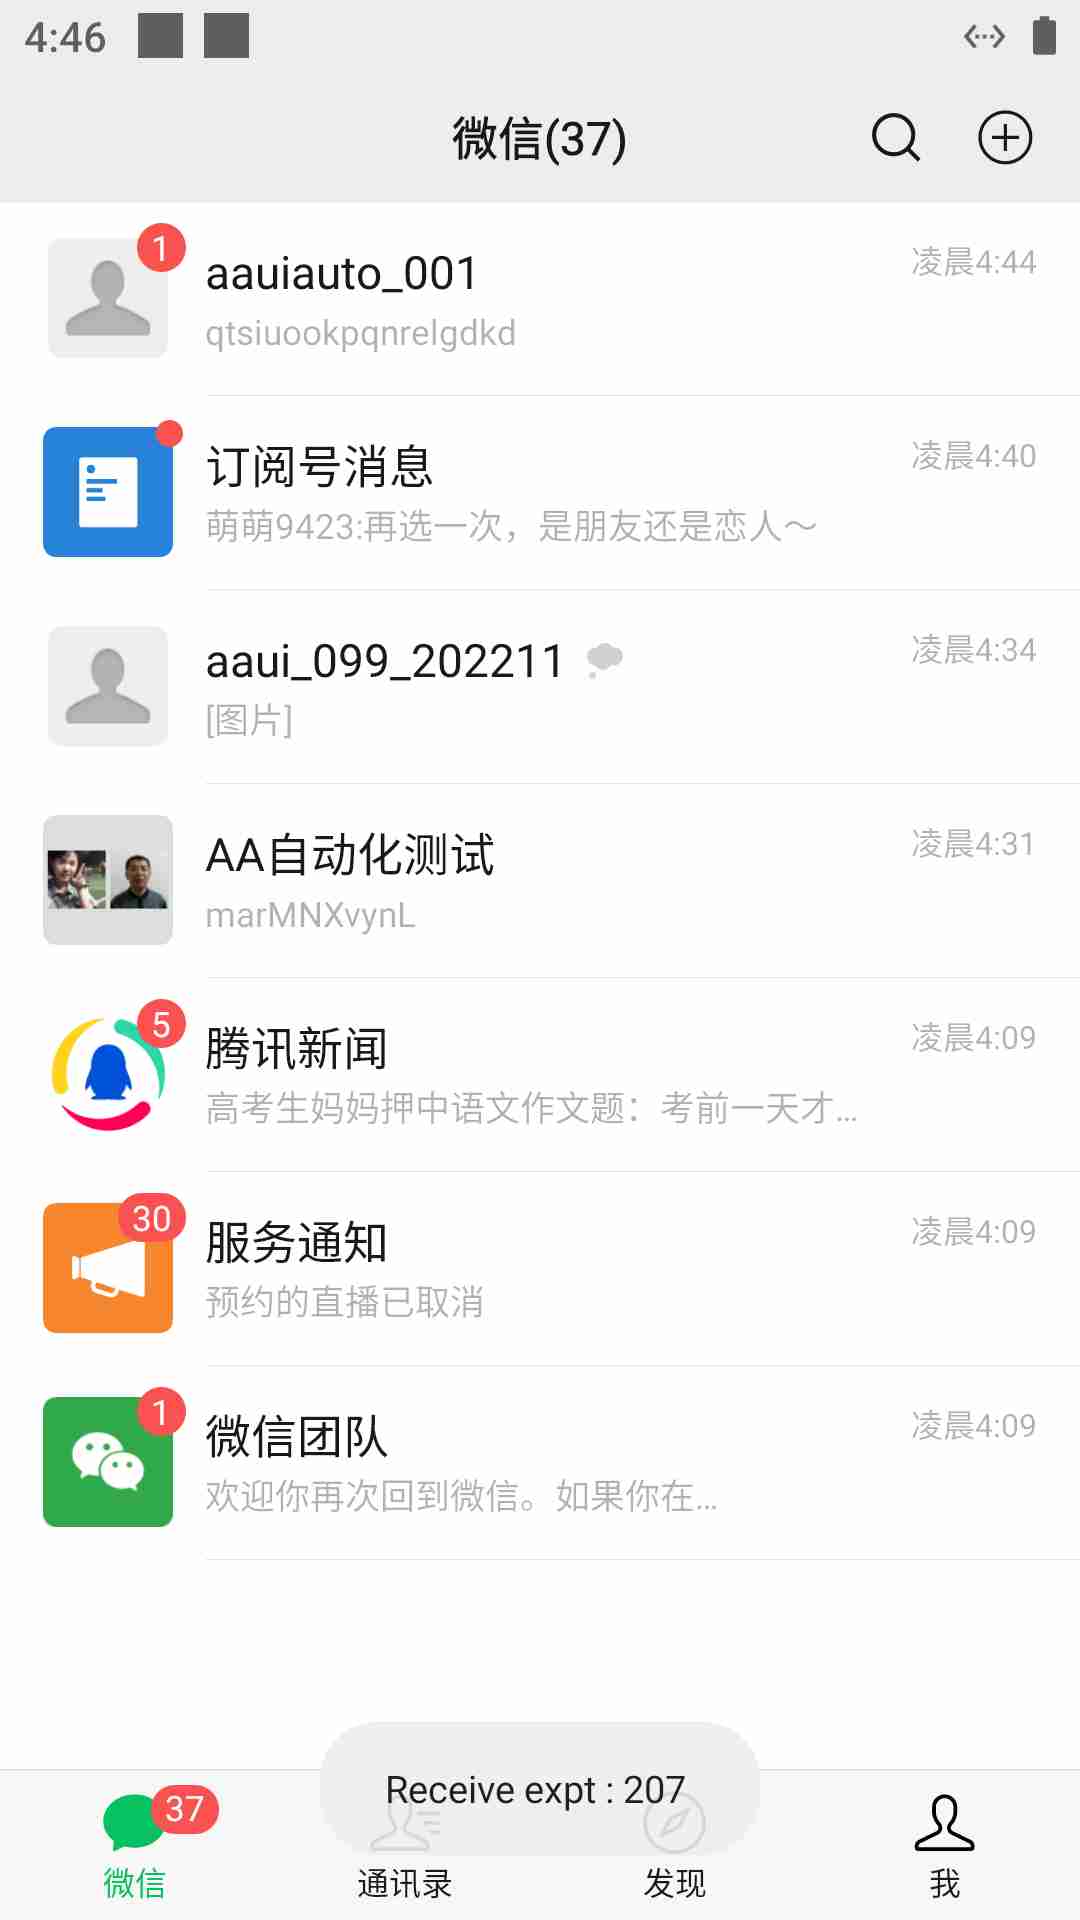 4:46
微信(37)
1
aauiauto_001
凌晨4:44
qtsiuookpqnrelgdkd
订阅号消息
凌晨4:40
萌萌9423:再选一次，是朋友还是恋人～
aaui_099_202211
凌晨4:34
[图片]
AA自动化测试
凌晨4:31
marMNXvynL
5
腾讯新闻
凌晨4:09
高考生妈妈押中语文作文题：考前一天才...
30
服务通知
凌晨4:09
预约的直播已取消
1
微信团队
凌晨4:09
欢迎你再次回到微信。如果你在...
Receive expt : 207
37
微信
通讯录
发现
我